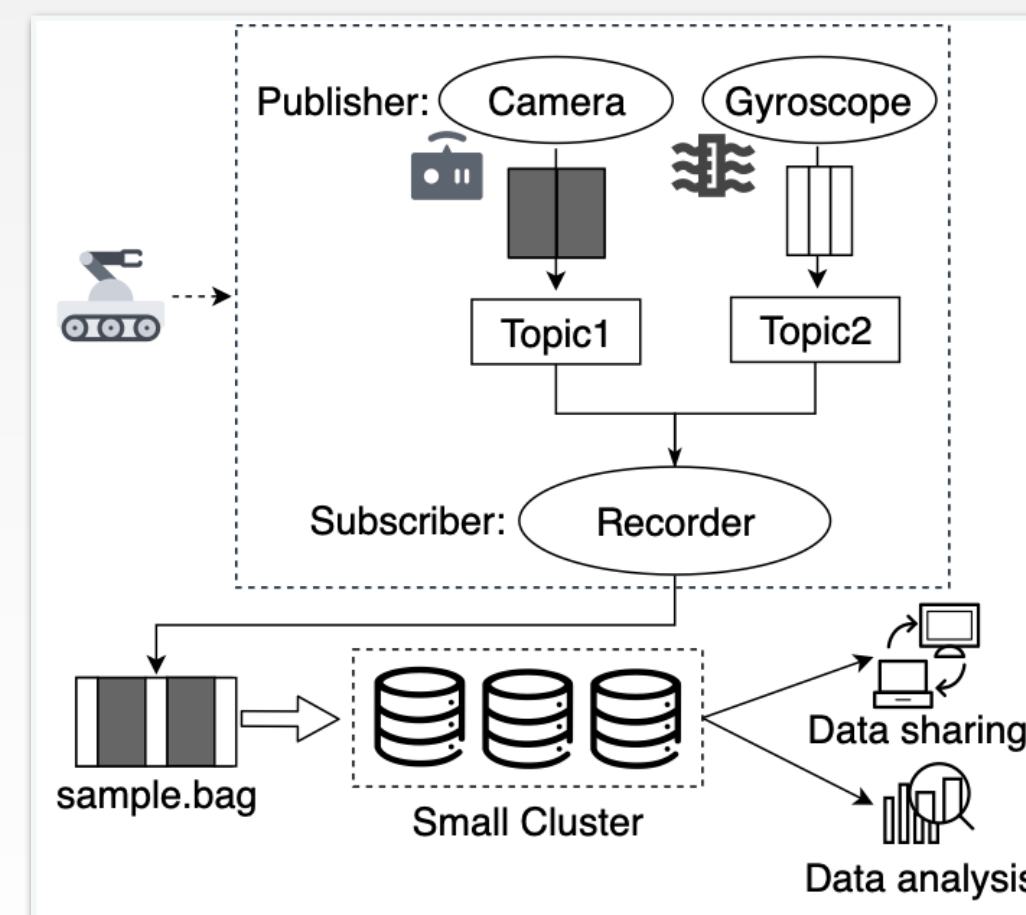 Publisher: Camera Gyroscope
Topic1 Topic2
Subscriber: Recorder
Data sharing
sample.bag
Small Cluster
Data analysis